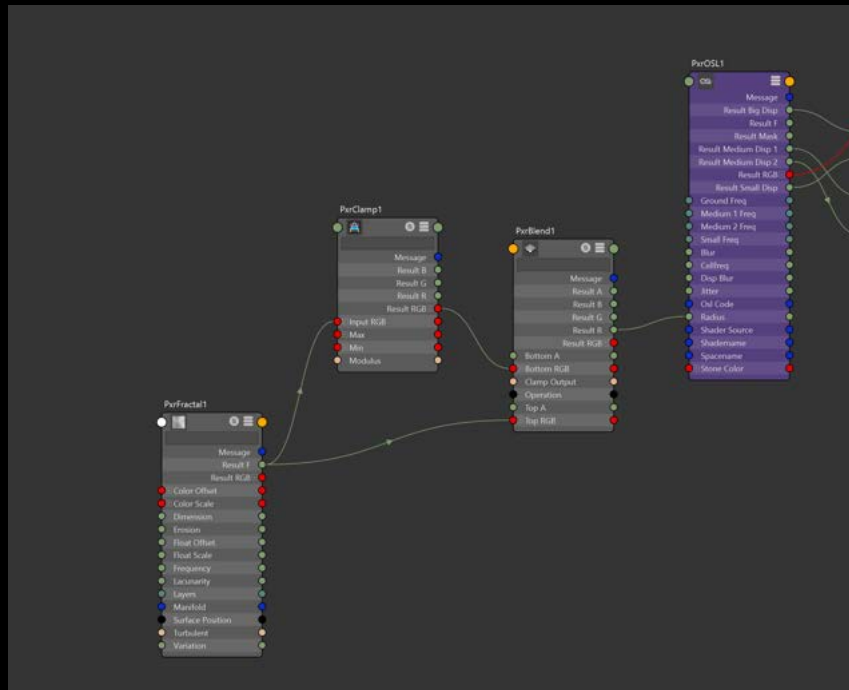 PxrOSL1
OSL
Message
Result Big Disp
Result F
Result Mask
Result Medium Disp 1
Result Medium Disp 2
Result RGB
Result Small Disp
Ground Freq
Medium 1 Freq
Medium 2 Freq
Small Freq
Blur
Cellfreq
Disp Blur
Jitter
Osl Code
Radius
Shader Source
Shadername
Spacename
Stone Color
PxrClamp1
Message
Result B
Result G
Result R
Result RGB
Input RGB
Max
Min
Modulus
PxrBlend1
Message
Result A
Result B
Result G
Result R
Result RGB
Bottom A
Bottom RGB
Clamp Output
Operation
Top A
Top RGB
PxrFractal1
Message
Result F
Result RGB
Color Offset
Color Scale
Dimension
Erosion
Float Offset
Float Scale
Frequency
Lacunarity
Layers
Manifold
Surface Position
Turbulent
Variation